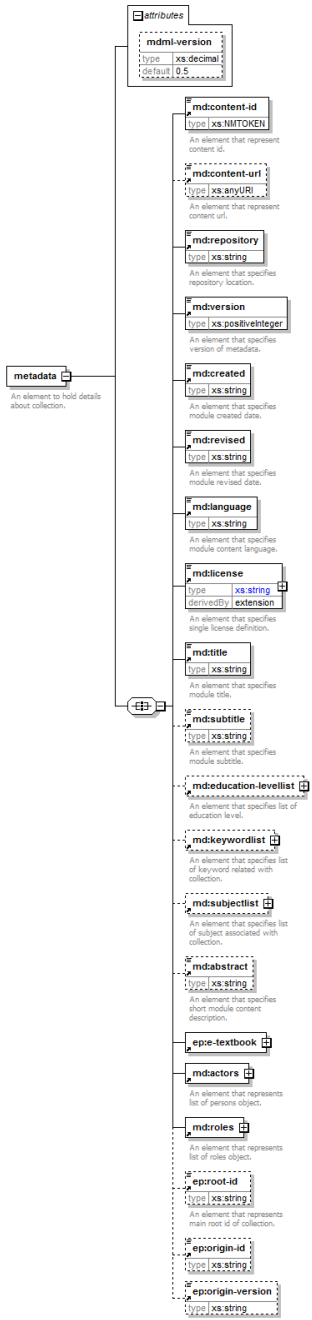 attributes
mdml-version
type xs:decimal
default 0.5
md:content-id
type xs:NMTOKEN
An element that represent
content id.
md:content-url
type xs:anyURI
An element that represent
content url.
md:repository
type xs:string
An element that specifies
repository location.
md:version
type xs:positiveInteger
An element that specifies
version of metadata.
metadata
An element to hold details
about collection.
md:created
type xs:string
An element that specifies
module created date.
md:revised
type xs:string
An element that specifies
module revised date.
md:language
type xs:string
An element that specifies
module content language.
md:license
type xs:string
derivedBy extension
An element that specifies
single license definition.
md:title
type xs:string
An element that specifies
module title.
md:subtitle
type xs:string
An element that specifies
module subtitle.
md:education-levellist
An element that specifies list of
education level.
md:keywordlist
An element that specifies list
of keyword related with
collection.
md:subjectlist
An element that specifies list
of subject associated with
collection.
md:abstract
type xs:string
An element that specifies
short module content
description.
ep:e-textbook
md:actors
An element that represents
list of persons object.
md:roles
An element that represents
list of roles object.
ep:root-id
type xs:string
An element that represents
main root id of collection.
ep:origin-id
type xs:string
ep:origin-version
type xs:string